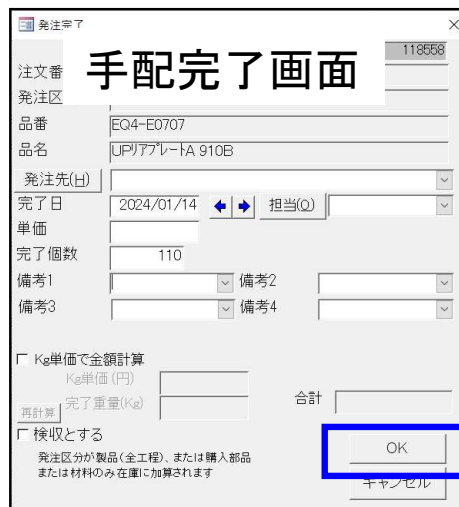 発注完了
手配完了画面
118558
注文番
発注区
品番 EQ4-E0707
品名 UPﾘｱﾌﾟﾚｰﾄA 910B
発注先(H)
完了日 2024/01/14 担当(O)
単価
完了個数 110
備考1 備考2
備考3 備考4
Kg単価で金額計算
Kg単価(円)
再計算 完了重量(Kg) 合計
検収とする
発注区分が製品(全工程)、または購入部品
または材料のみ在庫に加算されます
OK
キャンセル